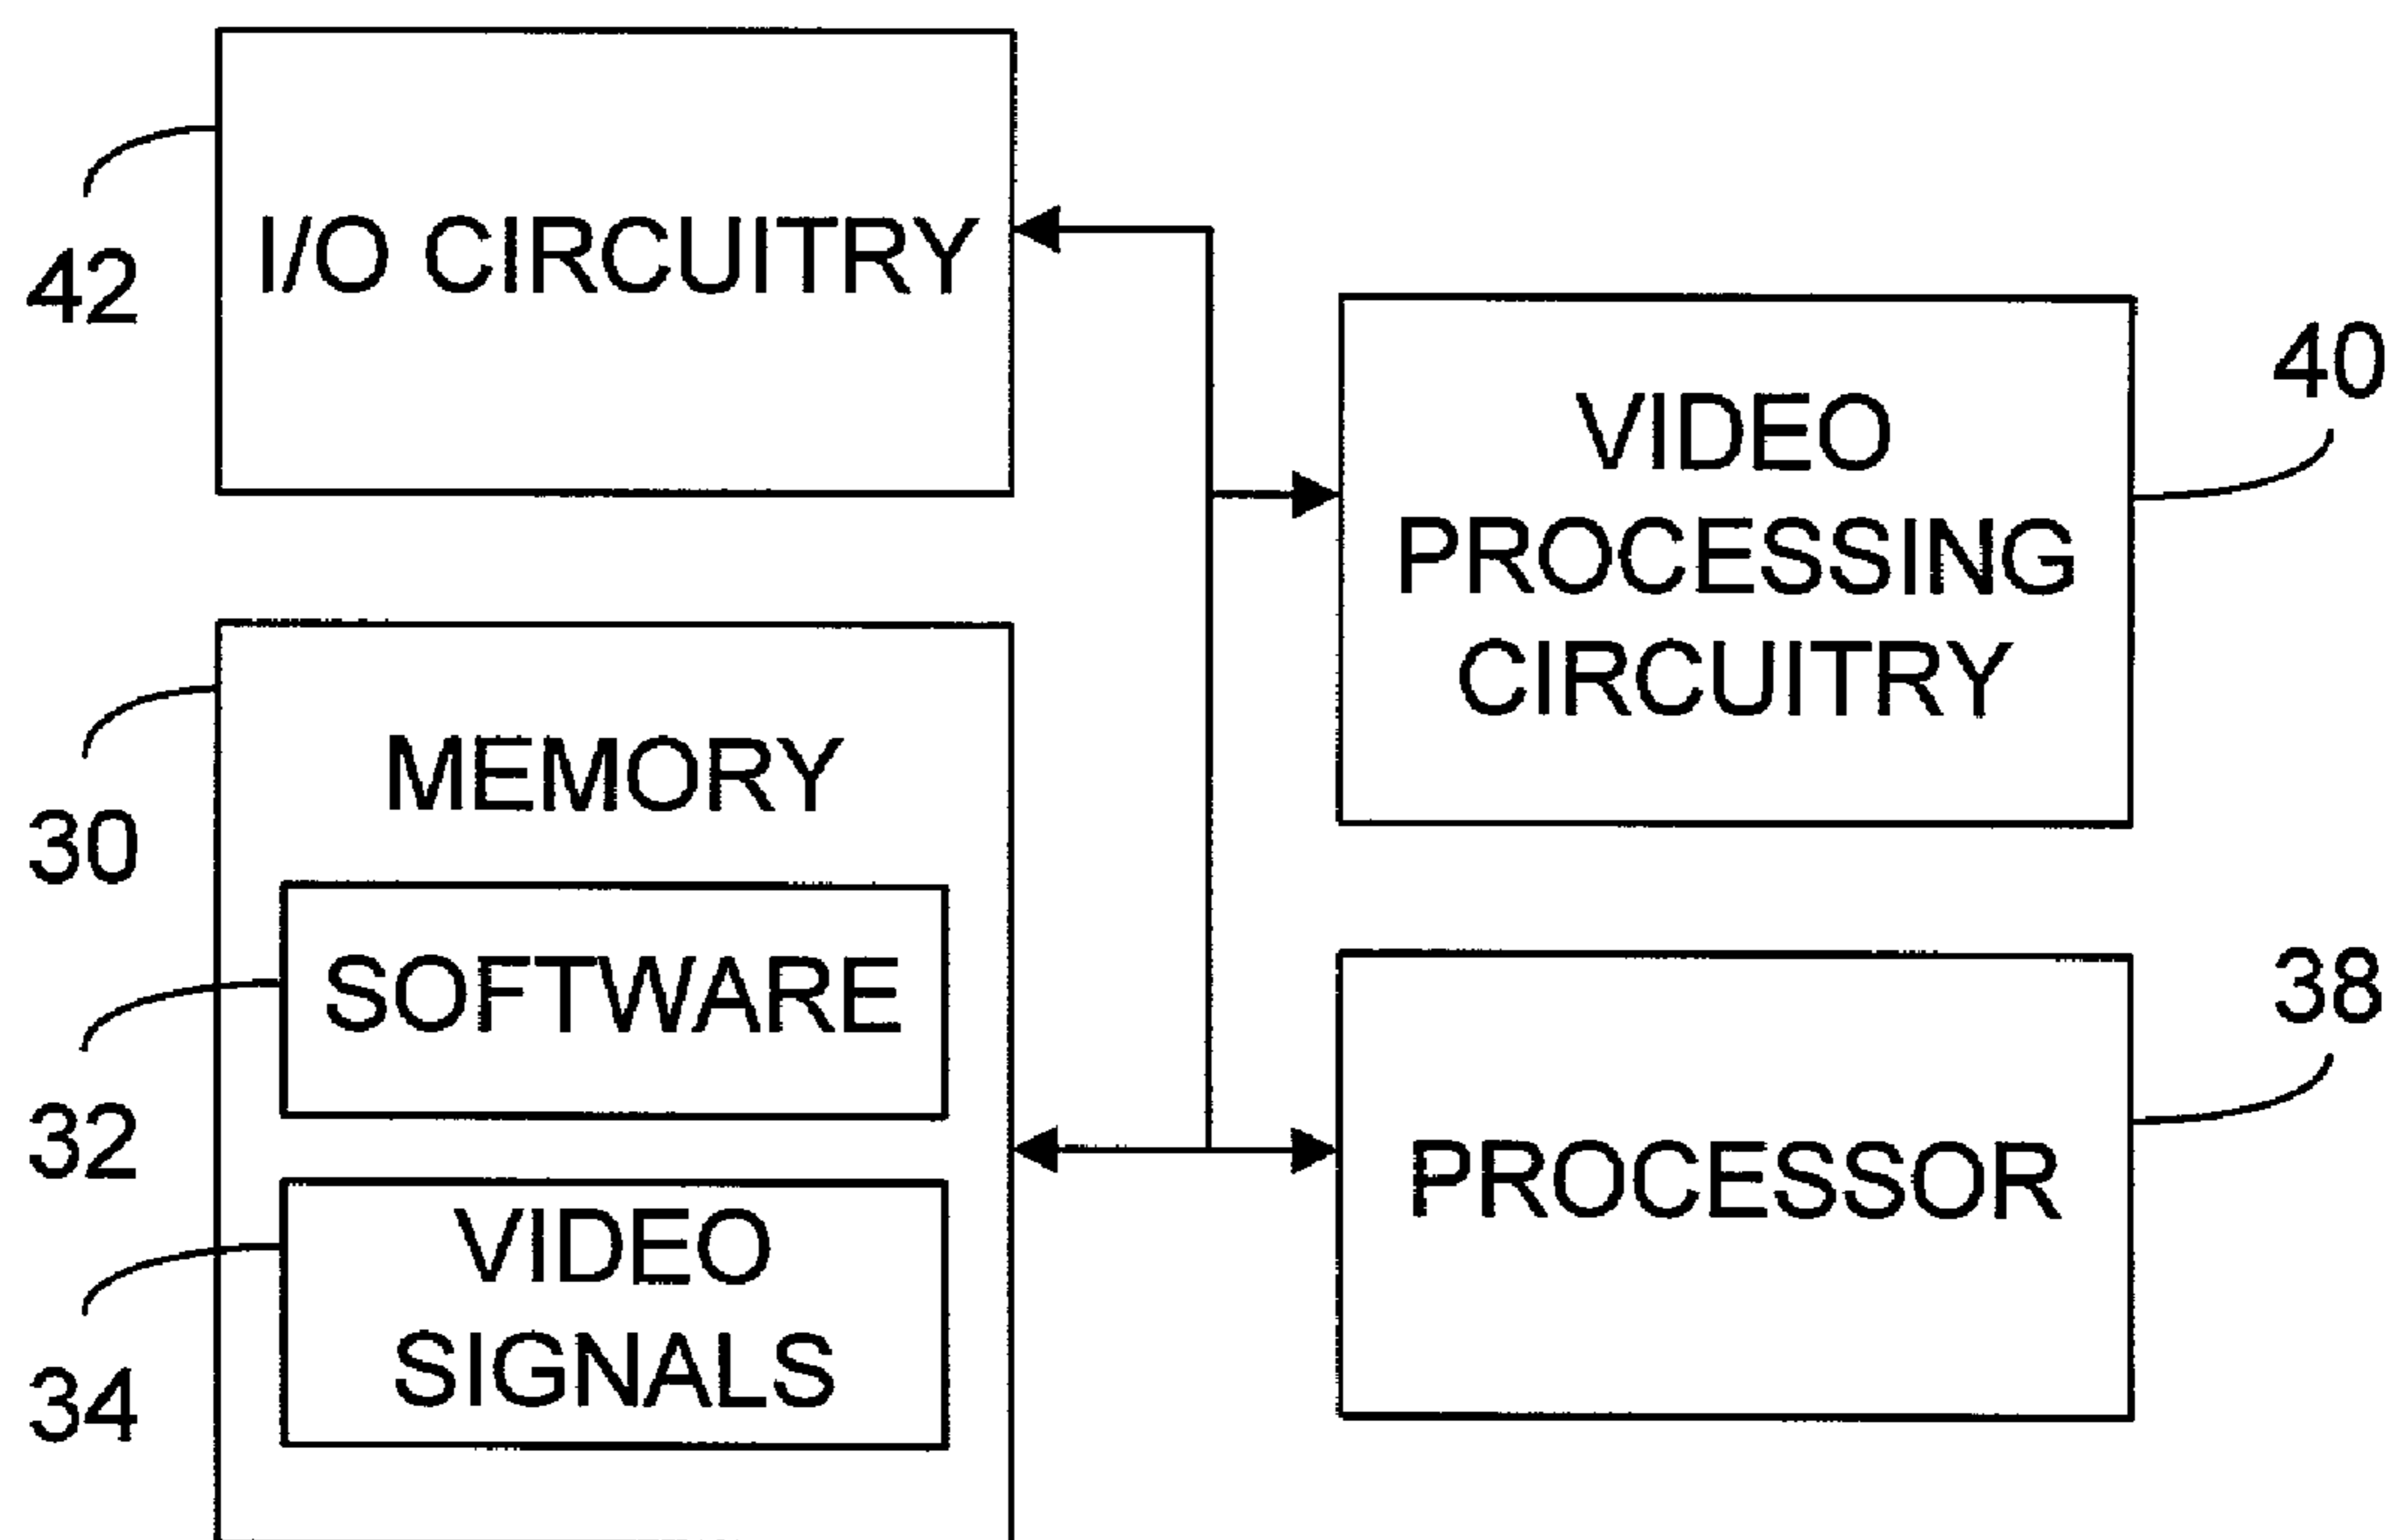 I/O CIRCUITRY
42
VIDEO
PROCESSING
CIRCUITRY
40
MEMORY
30
SOFTWARE
32
VIDEO
SIGNALS
34
PROCESSOR
38